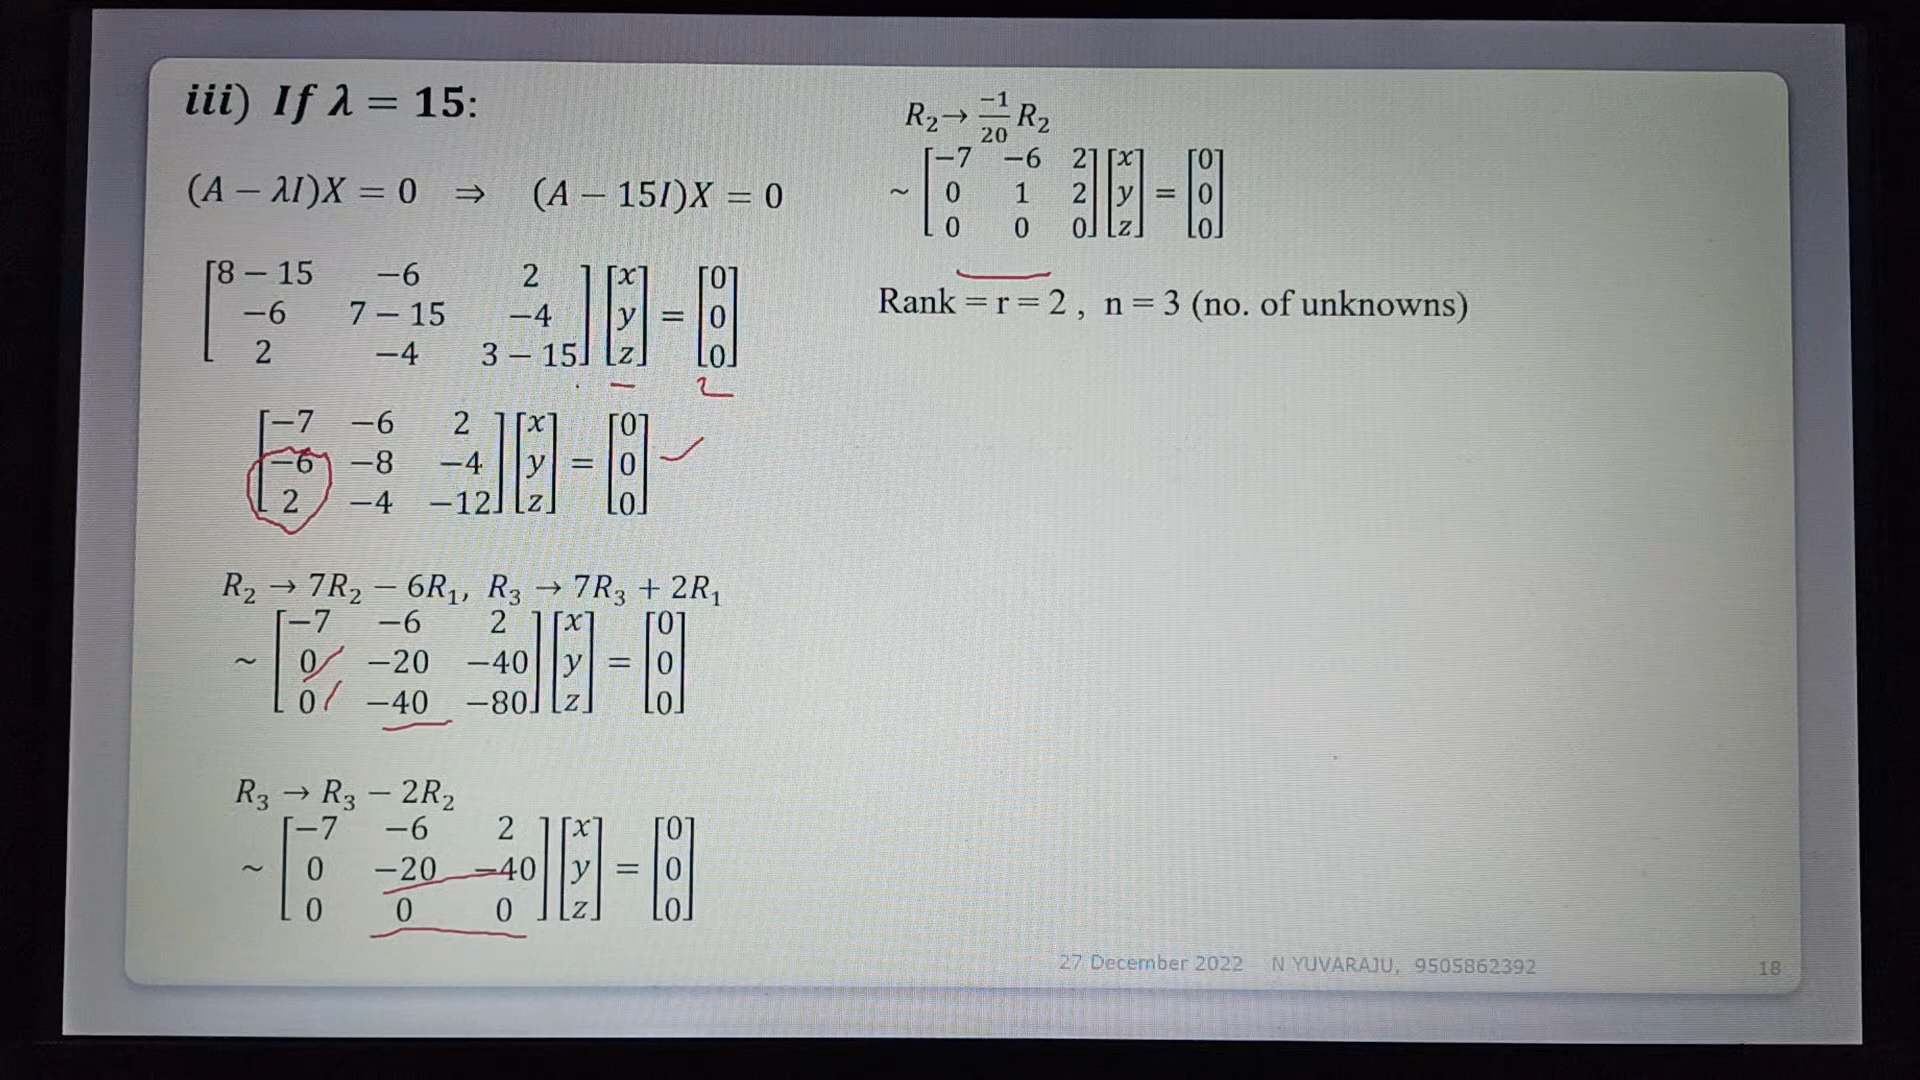 iii) If λ = 15:
(A − λI)X = 0 ⇒ (A − 15I)X = 0
[8 − 15 −6 2] [x] = [0]
[−6 7 − 15 −4] [y] = [0]
[2 −4 3 − 15] [z] = [0]
[−7 −6 2] [x] = [0]
[−6 −8 −4] [y] = [0]
[2 −4 −12] [z] = [0]
R₂ → 7R₂ − 6R₁, R₃ → 7R₃ + 2R₁
[−7 −6 2] [x] = [0]
~ [0 −20 −40] [y] = [0]
[0 −40 −80] [z] = [0]
R₃ → R₃ − 2R₂
[−7 −6 2] [x] = [0]
~ [0 −20 −40] [y] = [0]
[0 0 0] [z] = [0]
R₂ → −1/20 R₂
[−7 −6 2] [x] = [0]
~ [0 1 2] [y] = [0]
[0 0 0] [z] = [0]
Rank = r = 2 , n = 3 (no. of unknowns)
27 December 2022 N YUVARAJU, 9505862392 18